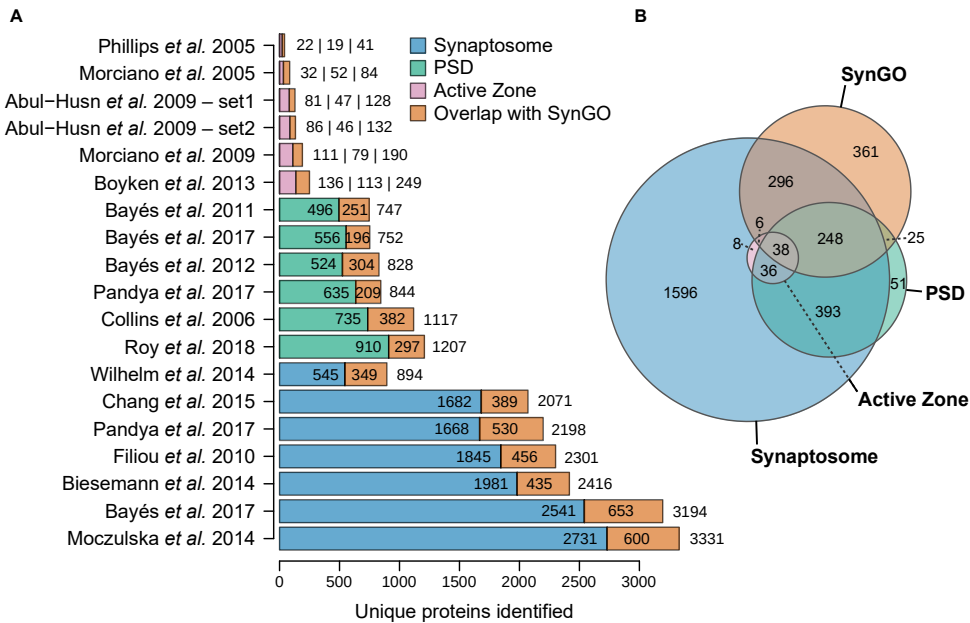 A
Phillips et al. 2005 22 | 19 | 41
Morciano et al. 2005 32 | 52 | 84
Abul−Husn et al. 2009 – set1 81 | 47 | 128
Abul−Husn et al. 2009 – set2 86 | 46 | 132
Morciano et al. 2009 111 | 79 | 190
Boyken et al. 2013 136 | 113 | 249
Bayés et al. 2011 496 251 747
Bayés et al. 2017 556 196 752
Bayés et al. 2012 524 304 828
Pandya et al. 2017 635 209 844
Collins et al. 2006 735 382 1117
Roy et al. 2018 910 297 1207
Wilhelm et al. 2014 545 349 894
Chang et al. 2015 1682 389 2071
Pandya et al. 2017 1668 530 2198
Filiou et al. 2010 1845 456 2301
Biesemann et al. 2014 1981 435 2416
Bayés et al. 2017 2541 653 3194
Moczulska et al. 2014 2731 600 3331
0 500 1000 1500 2000 2500 3000
Unique proteins identified
Synaptosome
PSD
Active Zone
Overlap with SynGO
B
SynGO
361
296
6
8
38
248
25
36
51
1596
393
PSD
Active Zone
Synaptosome